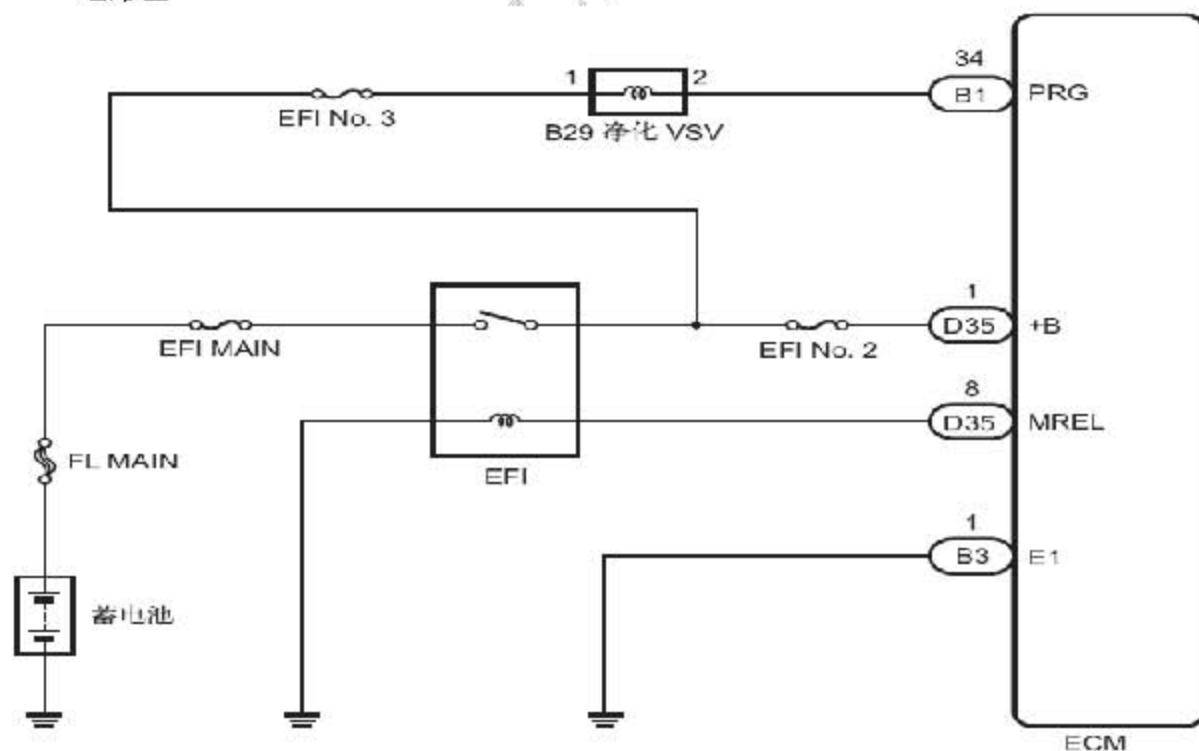 34
1 2
B1 PRG
EFI No. 3
B29 净化 VSV
1
D35 +B
EFI MAIN
EFI No. 2
8
D35 MREL
FL MAIN
EFI
1
B3 E1
蓄电池
ECM